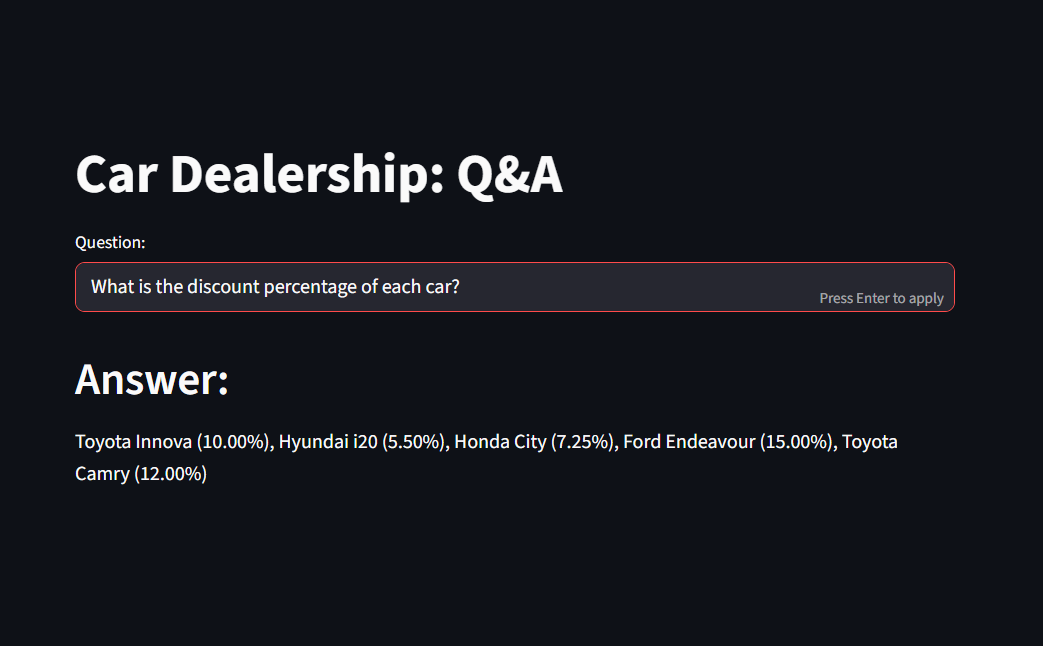 Car Dealership: Q&A
Question:
What is the discount percentage of each car?
Press Enter to apply
Answer:
Toyota Innova (10.00%), Hyundai i20 (5.50%), Honda City (7.25%), Ford Endeavour (15.00%), Toyota
Camry (12.00%)